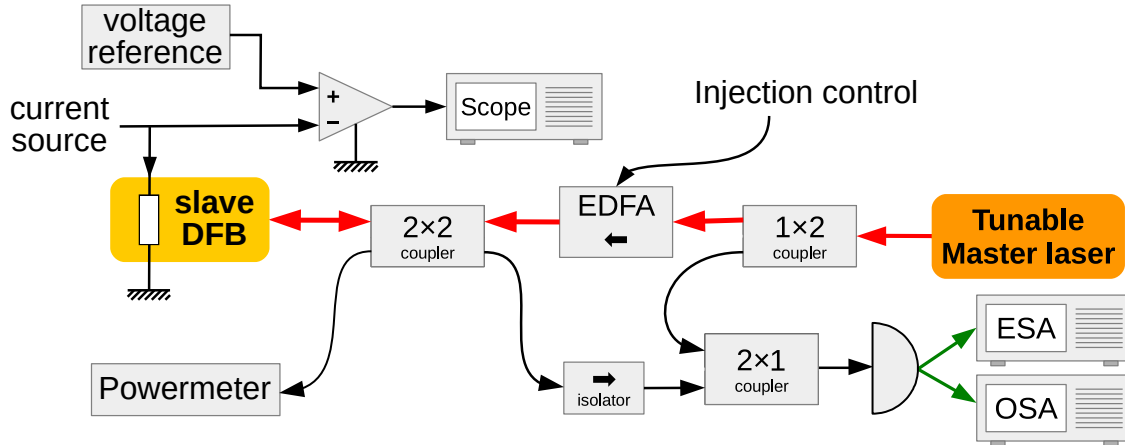 voltage
reference
current
source
+
−
Scope
Injection control
slave
DFB
2×2
coupler
EDFA
1×2
coupler
Tunable
Master laser
Powermeter
isolator
2×1
coupler
ESA
OSA